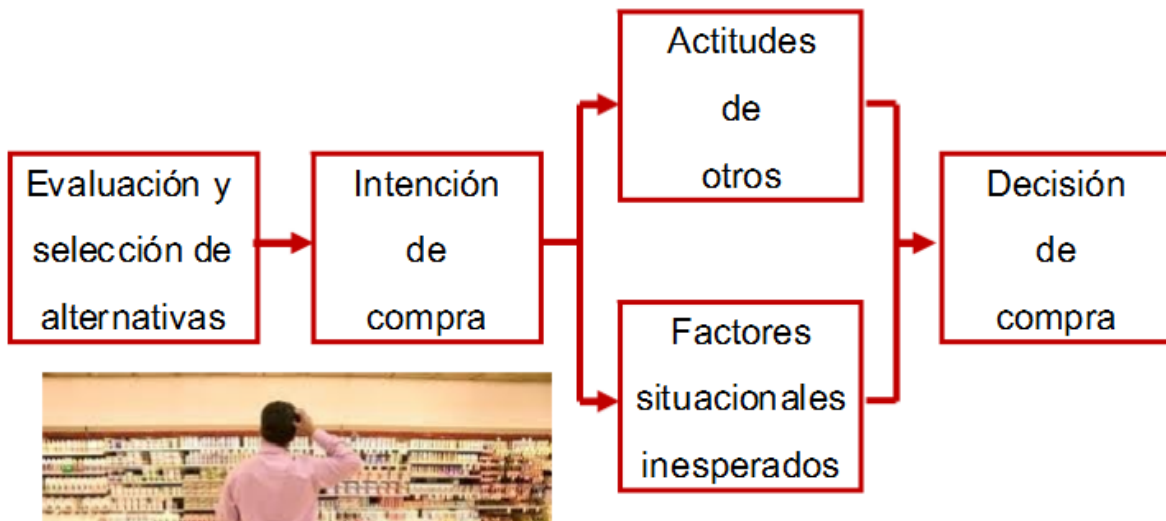 Evaluación y
selección de
alternativas
Intención
de
compra
Actitudes
de
otros
Factores
situacionales
inesperados
Decisión
de
compra